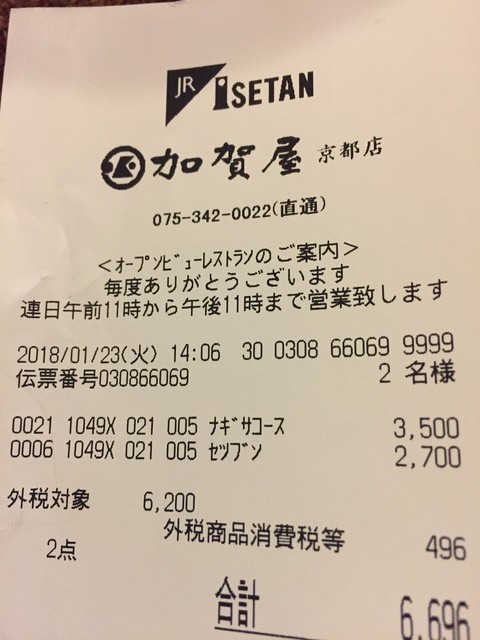 JR ISETAN
加賀屋 京都店
075-342-0022(直通)
<ｵｰﾌﾟﾝﾋﾞｭｰﾚｽﾄﾗﾝのご案内>
毎度ありがとうございます
連日午前11時から午後11時まで営業致します
2018/01/23(火) 14:06 30 0308 66069 9999
伝票番号030866069 2 名様
0021 1049X 021 005 ﾅｷﾞｻコース 3,500
0006 1049X 021 005 ｾﾂﾌﾞﾝ 2,700
外税対象 6,200
外税商品消費税等 496
2点
合計 6,696